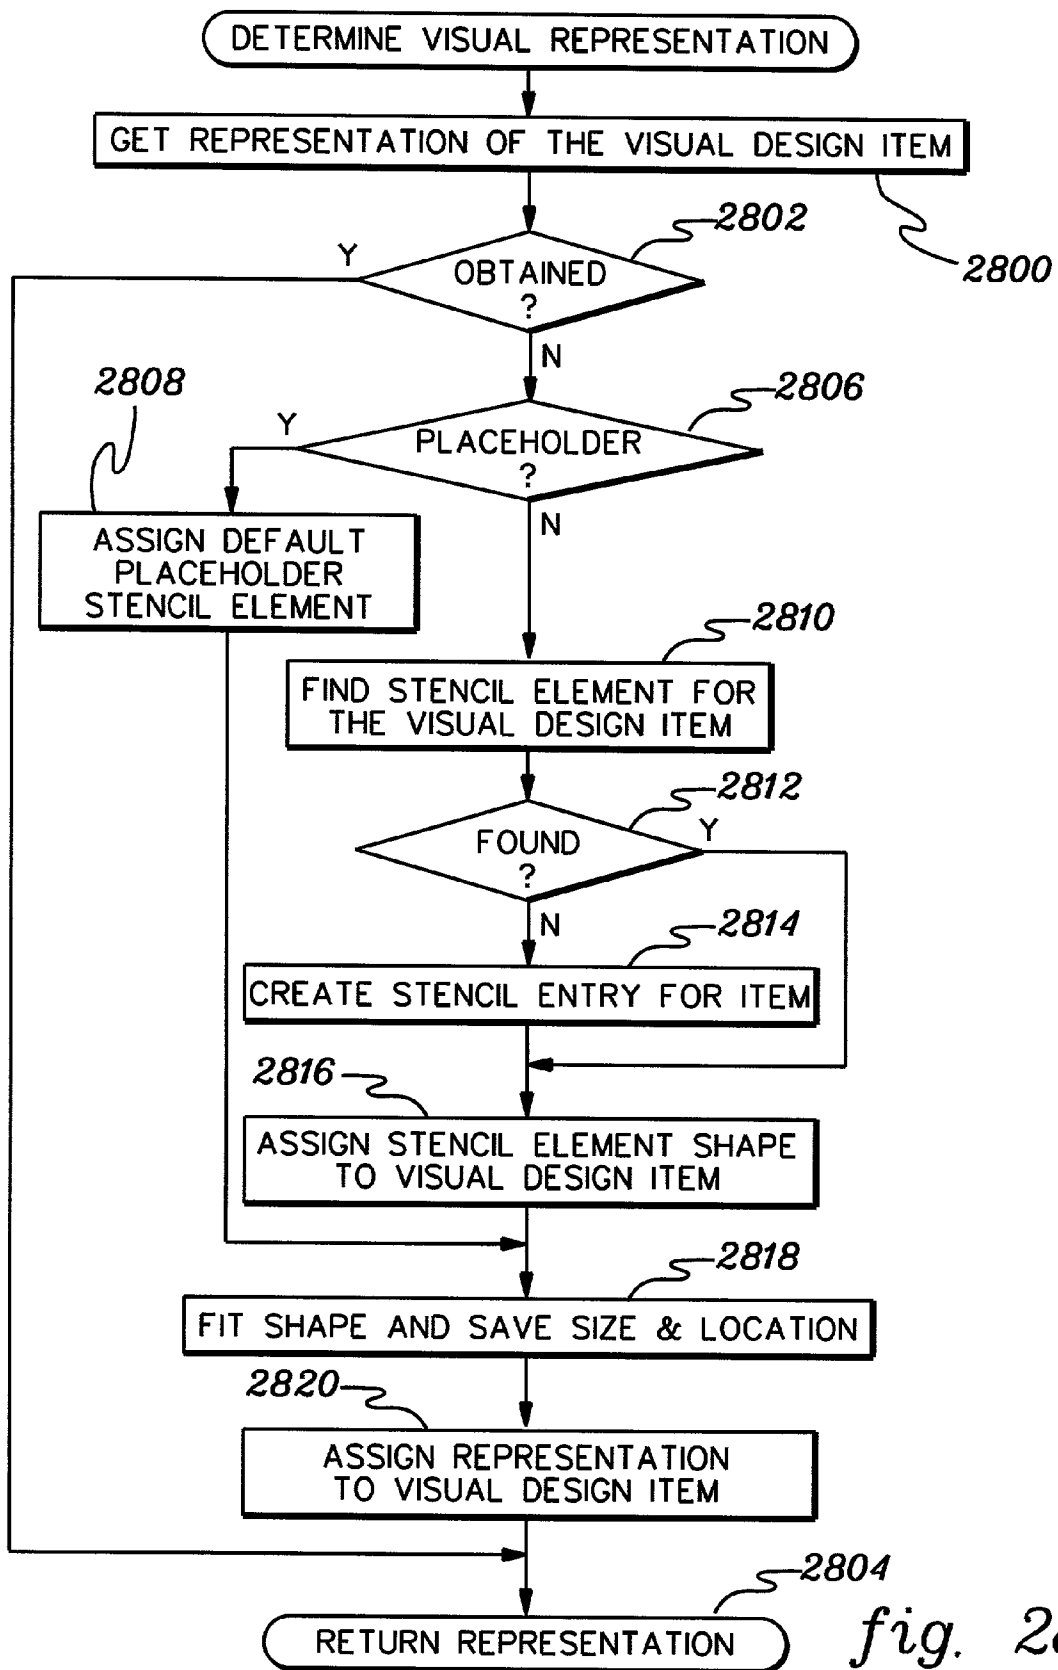 DETERMINE VISUAL REPRESENTATION
GET REPRESENTATION OF THE VISUAL DESIGN ITEM
2800
2802
Y
OBTAINED
?
N
2806
2808
Y
PLACEHOLDER
?
N
ASSIGN DEFAULT
PLACEHOLDER
STENCIL ELEMENT
2810
FIND STENCIL ELEMENT FOR
THE VISUAL DESIGN ITEM
2812
FOUND
?
Y
N
2814
CREATE STENCIL ENTRY FOR ITEM
2816
ASSIGN STENCIL ELEMENT SHAPE
TO VISUAL DESIGN ITEM
2818
FIT SHAPE AND SAVE SIZE & LOCATION
2820
ASSIGN REPRESENTATION
TO VISUAL DESIGN ITEM
2804
RETURN REPRESENTATION
fig.